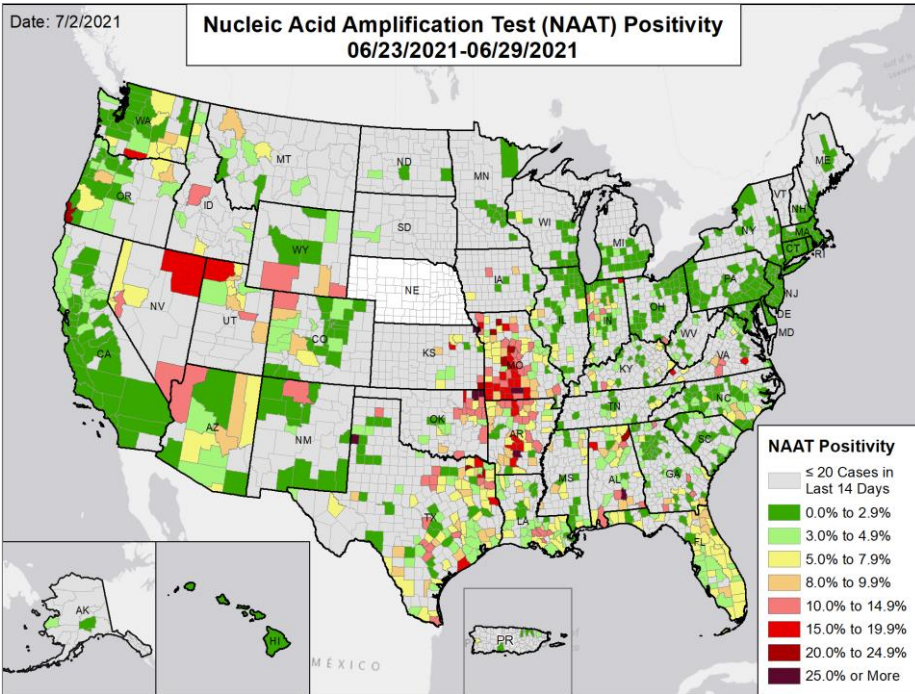 Date: 7/2/2021
Nucleic Acid Amplification Test (NAAT) Positivity
06/23/2021-06/29/2021
WA
MT
ND
MN
ME
OR
ID
WY
SD
WI
MI
NY
VT
NH
MA
CT
RI
NV
UT
CO
NE
IA
IL
IN
OH
PA
NJ
DE
MD
CA
KS
MO
KY
WV
VA
AZ
NM
OK
AR
TN
NC
SC
TX
LA
MS
AL
GA
FL
AK
HI
PR
MÉXICO
NAAT Positivity
≤ 20 Cases in
Last 14 Days
0.0% to 2.9%
3.0% to 4.9%
5.0% to 7.9%
8.0% to 9.9%
10.0% to 14.9%
15.0% to 19.9%
20.0% to 24.9%
25.0% or More